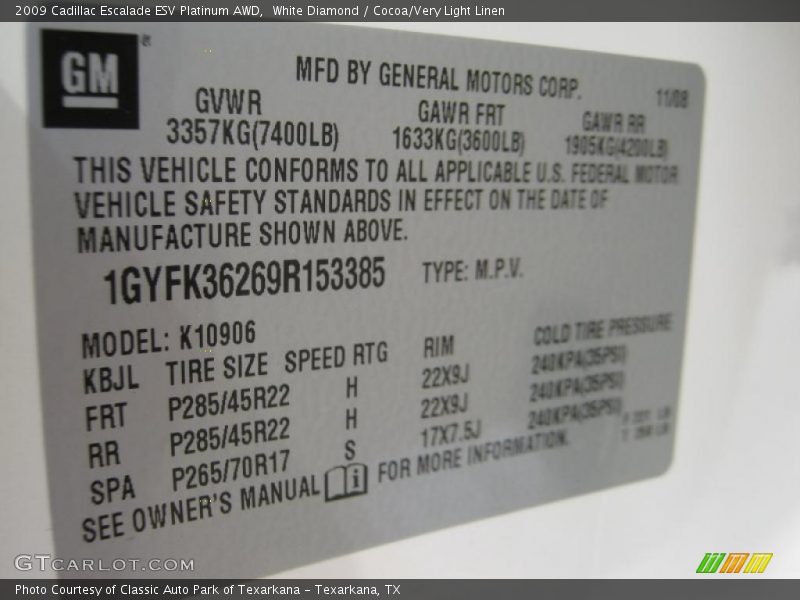 2009 Cadillac Escalade ESV Platinum AWD,  White Diamond / Cocoa/Very Light Linen
GM ®
MFD BY GENERAL MOTORS CORP.
11/08
GVWR GAWR FRT GAWR RR
3357KG(7400LB) 1633KG(3600LB) 1905KG(4200LB)
THIS VEHICLE CONFORMS TO ALL APPLICABLE U.S. FEDERAL MOTOR
VEHICLE SAFETY STANDARDS IN EFFECT ON THE DATE OF
MANUFACTURE SHOWN ABOVE.
1GYFK36269R153385 TYPE: M.P.V.
MODEL: K10906
KBJL TIRE SIZE SPEED RTG RIM COLD TIRE PRESSURE
FRT P285/45R22 H 22X9J 240KPA(35PSI)
RR P285/45R22 H 22X9J 240KPA(35PSI)
SPA P265/70R17 S 17X7.5J 240KPA(35PSI)
SEE OWNER'S MANUAL FOR MORE INFORMATION.
GTCARLOT.COM
Photo Courtesy of Classic Auto Park of Texarkana - Texarkana, TX